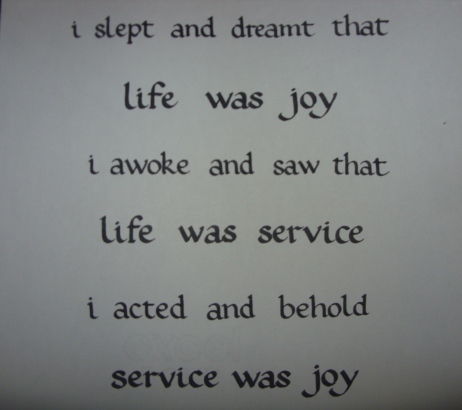 i slept and dreamt that
life was joy
i awoke and saw that
life was service
i acted and behold
service was joy